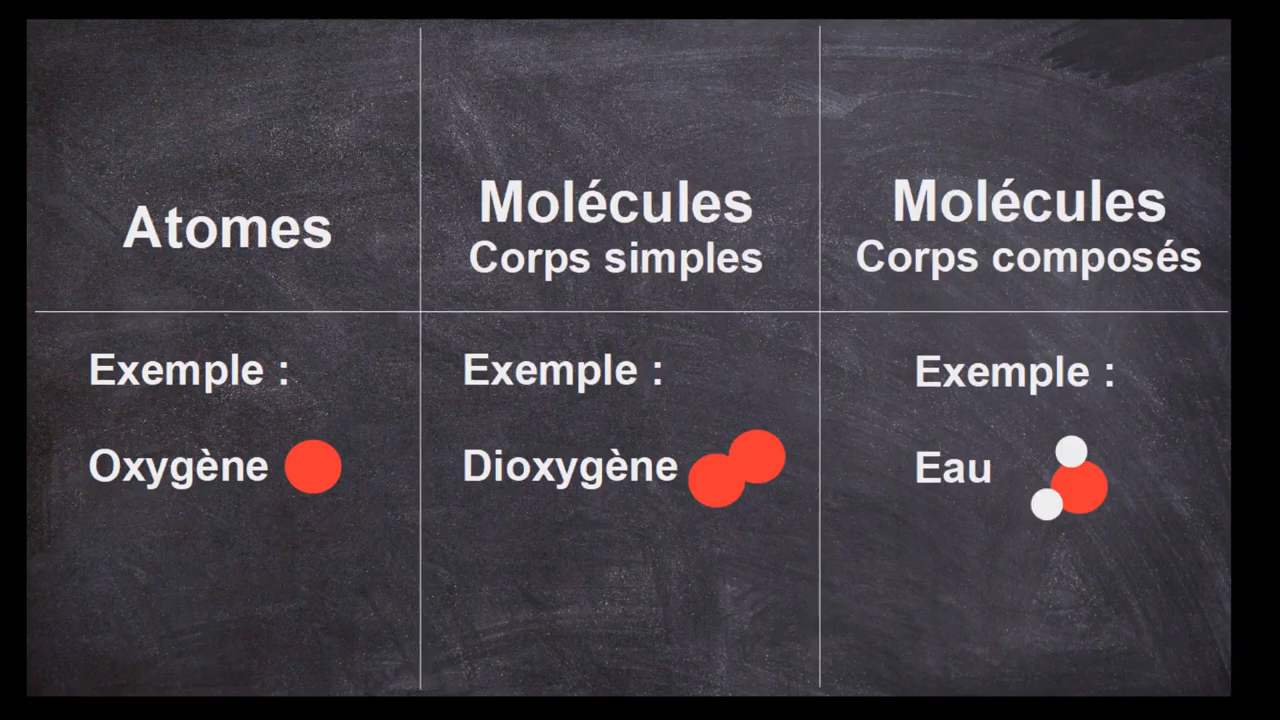 Atomes
Molécules
Corps simples
Molécules
Corps composés
Exemple :
Oxygène
Exemple :
Dioxygène
Exemple :
Eau